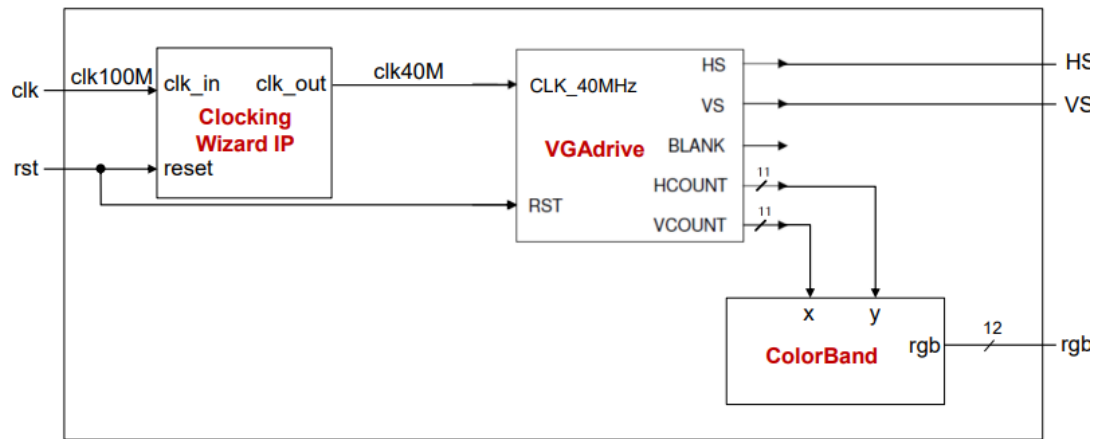 clk
clk100M
clk_in
clk_out
clk40M
Clocking
Wizard IP
rst
reset
CLK_40MHz
VGAdrive
RST
HS
VS
BLANK
HCOUNT
11
VCOUNT
11
HS
VS
x
y
ColorBand
rgb
12
rgb